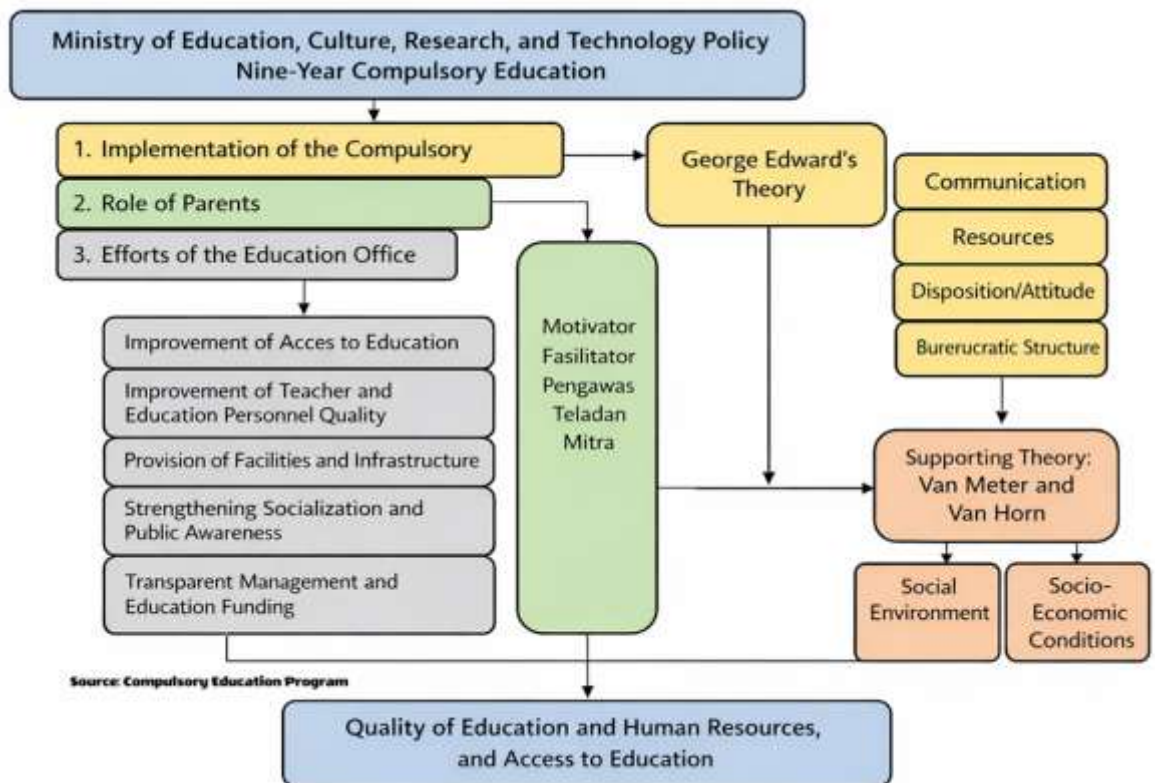 Ministry of Education, Culture, Research, and Technology Policy
Nine-Year Compulsory Education
1. Implementation of the Compulsory
2. Role of Parents
3. Efforts of the Education Office
George Edward's
Theory
Communication
Resources
Disposition/Attitude
Burerucratic Structure
Improvement of Acces to Education
Improvement of Teacher and
Education Personnel Quality
Provision of Facilities and Infrastructure
Strengthening Socialization and
Public Awareness
Transparent Management and
Education Funding
Motivator
Fasilitator
Pengawas
Teladan
Mitra
Supporting Theory:
Van Meter and
Van Horn
Social
Environment
Socio-
Economic
Conditions
Source: Compulsory Education Program
Quality of Education and Human Resources,
and Access to Education